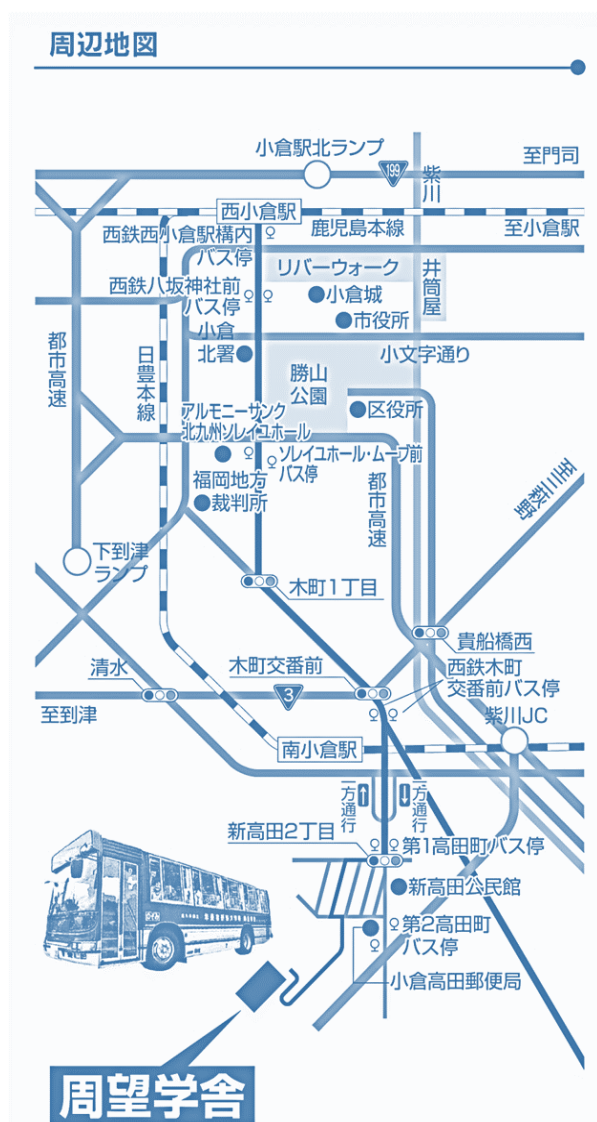 周辺地図
小倉駅北ランプ
199
至門司
紫川
西小倉駅
鹿児島本線
至小倉駅
西鉄西小倉駅構内
バス停
リバーウォーク
井筒屋
西鉄八坂神社前
バス停
小倉城
市役所
都市高速
日豊本線
小倉
北署
小文字通り
勝山
公園
区役所
アルモニーサンク
北九州ソレイユホール
ソレイユホール・ムーブ前
バス停
都市高速
至三萩野
福岡地方
裁判所
下到津
ランプ
木町1丁目
貴船橋西
清水
木町交番前
西鉄木町
交番前バス停
3
至到津
紫川JC
南小倉駅
一方通行
一方通行
新高田2丁目
第1高田町バス停
新高田公民館
第2高田町
バス停
小倉高田郵便局
周望学舎